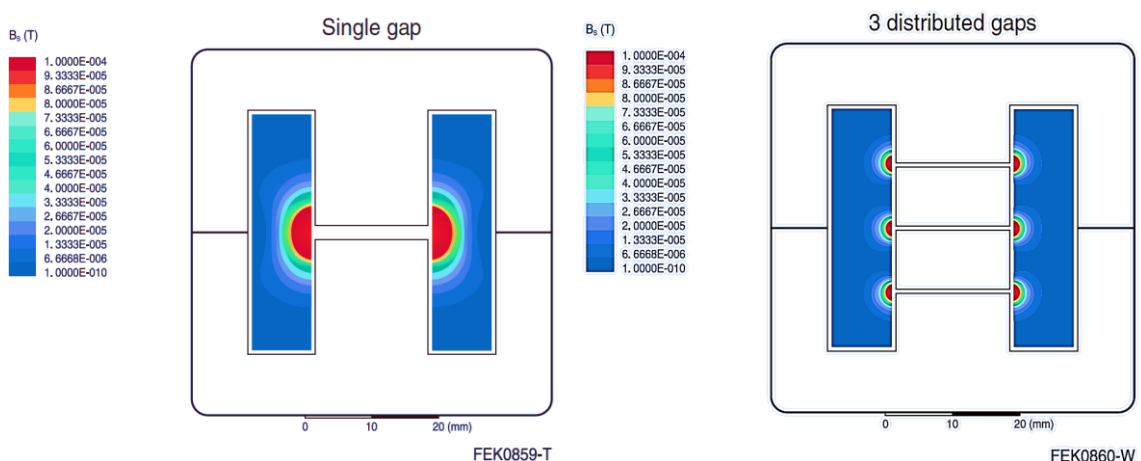 Single gap
B₅ (T)
1. 0000E-004
9. 3333E-005
8. 6667E-005
8. 0000E-005
7. 3333E-005
6. 6667E-005
6. 0000E-005
5. 3333E-005
4. 6667E-005
4. 0000E-005
3. 3333E-005
2. 6667E-005
2. 0000E-005
1. 3333E-005
6. 6668E-006
1. 0000E-010
0 10 20 (mm)
FEK0859-T
3 distributed gaps
B₅ (T)
1. 0000E-004
9. 3333E-005
8. 6667E-005
8. 0000E-005
7. 3333E-005
6. 6667E-005
6. 0000E-005
5. 3333E-005
4. 6667E-005
4. 0000E-005
3. 3333E-005
2. 6667E-005
2. 0000E-005
1. 3333E-005
6. 6668E-006
1. 0000E-010
0 10 20 (mm)
FEK0860-W